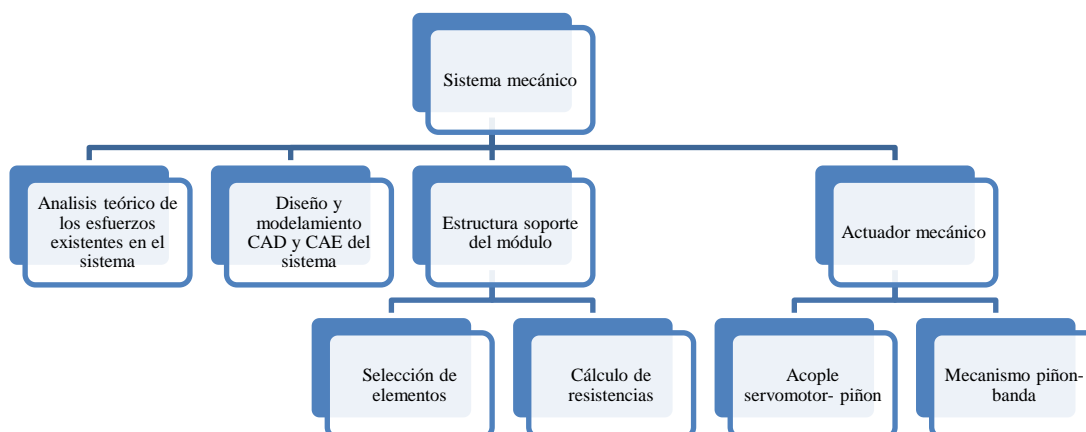 Sistema mecánico
Analisis teórico de
los esfuerzos
existentes en el
sistema
Diseño y
modelamiento
CAD y CAE del
sistema
Estructura soporte
del módulo
Actuador mecánico
Selección de
elementos
Cálculo de
resistencias
Acople
servomotor- piñon
Mecanismo piñon-
banda